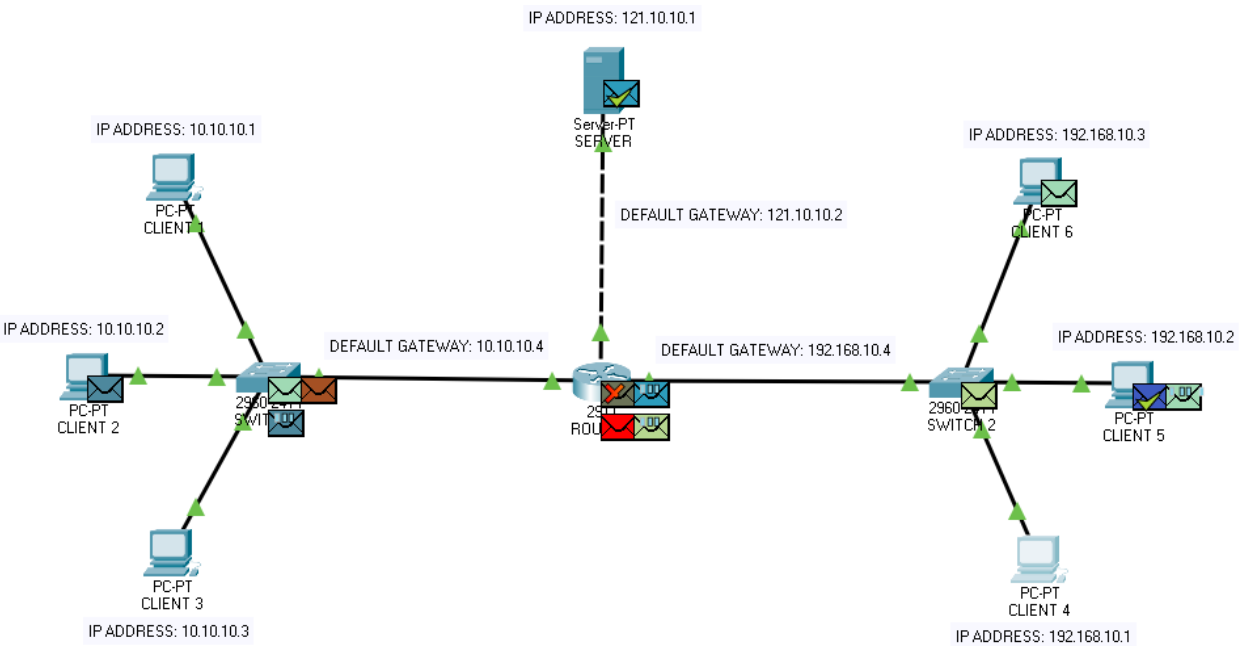 IP ADDRESS: 121.10.10.1
Server-PT
SERVER
IP ADDRESS: 10.10.10.1
PC-PT
CLIENT 1
IP ADDRESS: 192.168.10.3
PC-PT
CLIENT 6
DEFAULT GATEWAY: 121.10.10.2
IP ADDRESS: 10.10.10.2
PC-PT
CLIENT 2
DEFAULT GATEWAY: 10.10.10.4
DEFAULT GATEWAY: 192.168.10.4
IP ADDRESS: 192.168.10.2
PC-PT
CLIENT 5
SWITCH 2
PC-PT
CLIENT 3
IP ADDRESS: 10.10.10.3
PC-PT
CLIENT 4
IP ADDRESS: 192.168.10.1